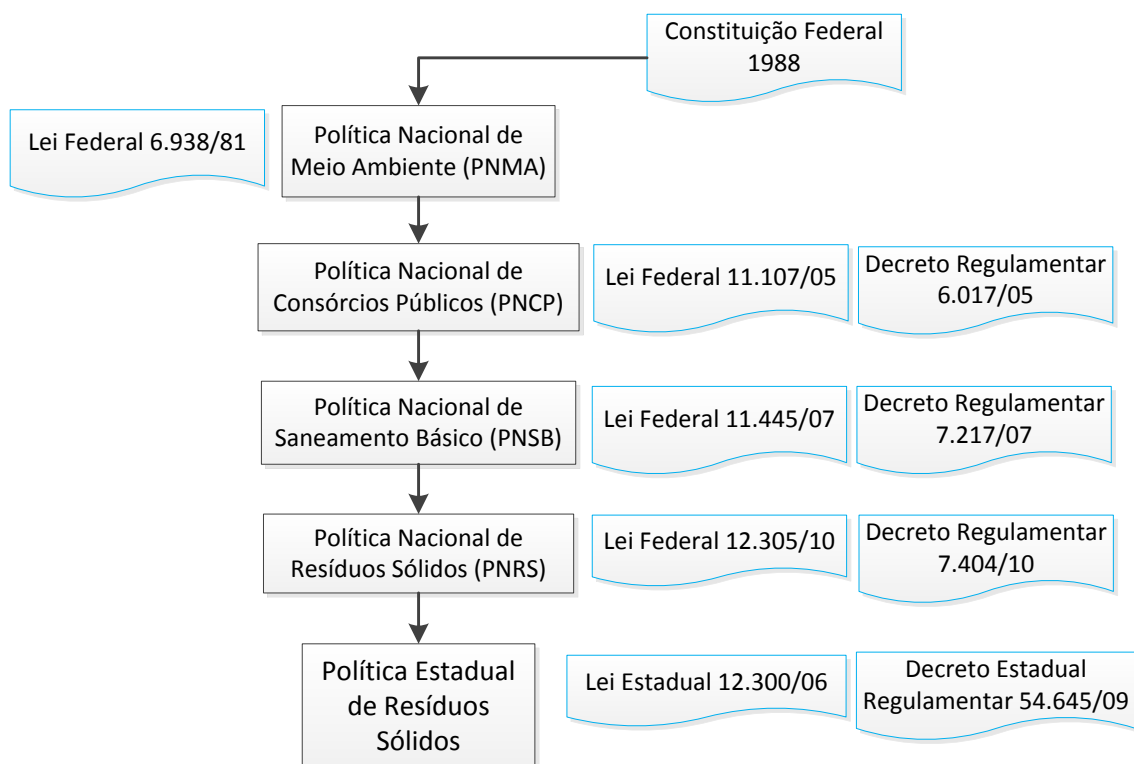 Constituição Federal
1988
Lei Federal 6.938/81
Política Nacional de
Meio Ambiente (PNMA)
Política Nacional de
Consórcios Públicos (PNCP)
Lei Federal 11.107/05
Decreto Regulamentar
6.017/05
Política Nacional de
Saneamento Básico (PNSB)
Lei Federal 11.445/07
Decreto Regulamentar
7.217/07
Política Nacional de
Resíduos Sólidos (PNRS)
Lei Federal 12.305/10
Decreto Regulamentar
7.404/10
Política Estadual
de Resíduos
Sólidos
Lei Estadual 12.300/06
Decreto Estadual
Regulamentar 54.645/09